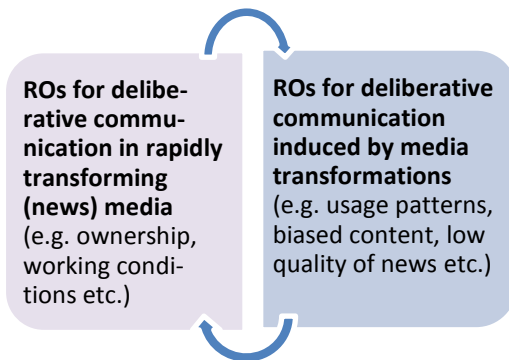 ROs for delibe-
rative commu-
nication in rapidly
transforming
(news) media
(e.g. ownership,
working condi-
tions etc.)
ROs for deliberative
communication
induced by media
transformations
(e.g. usage patterns,
biased content, low
quality of news etc.)